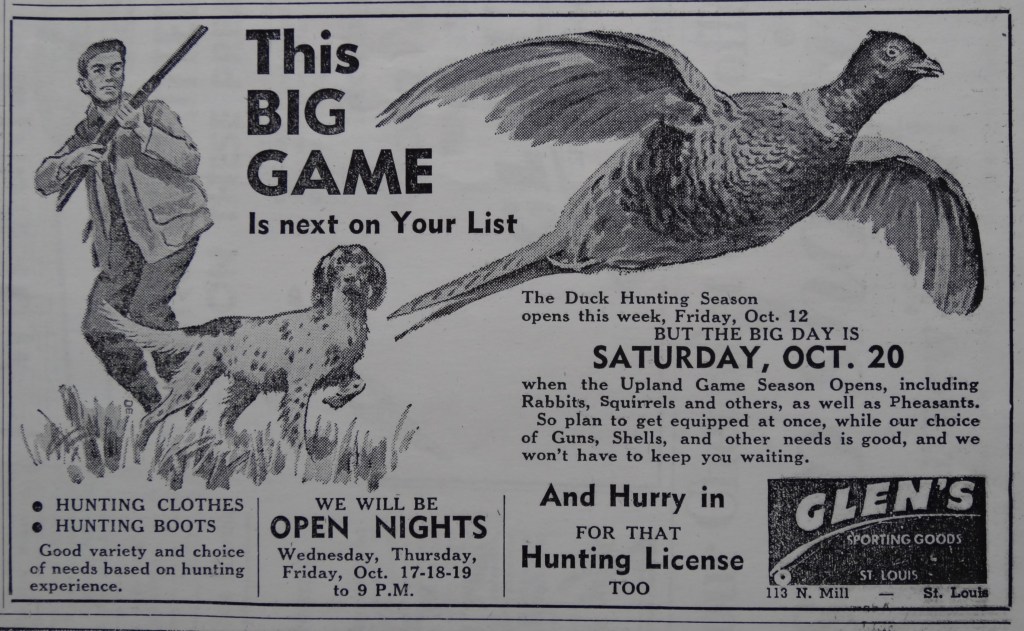 This
BIG
GAME
Is next on Your List
The Duck Hunting Season
opens this week, Friday, Oct. 12
BUT THE BIG DAY IS
SATURDAY, OCT. 20
when the Upland Game Season Opens, including
Rabbits, Squirrels and others, as well as Pheasants.
So plan to get equipped at once, while our choice
of Guns, Shells, and other needs is good, and we
won't have to keep you waiting.
• HUNTING CLOTHES
• HUNTING BOOTS
Good variety and choice
of needs based on hunting
experience.
WE WILL BE
OPEN NIGHTS
Wednesday, Thursday,
Friday, Oct. 17-18-19
to 9 P.M.
And Hurry in
FOR THAT
Hunting License
TOO
GLEN'S
SPORTING GOODS
ST. LOUIS
113 N. Mill — St. Louis